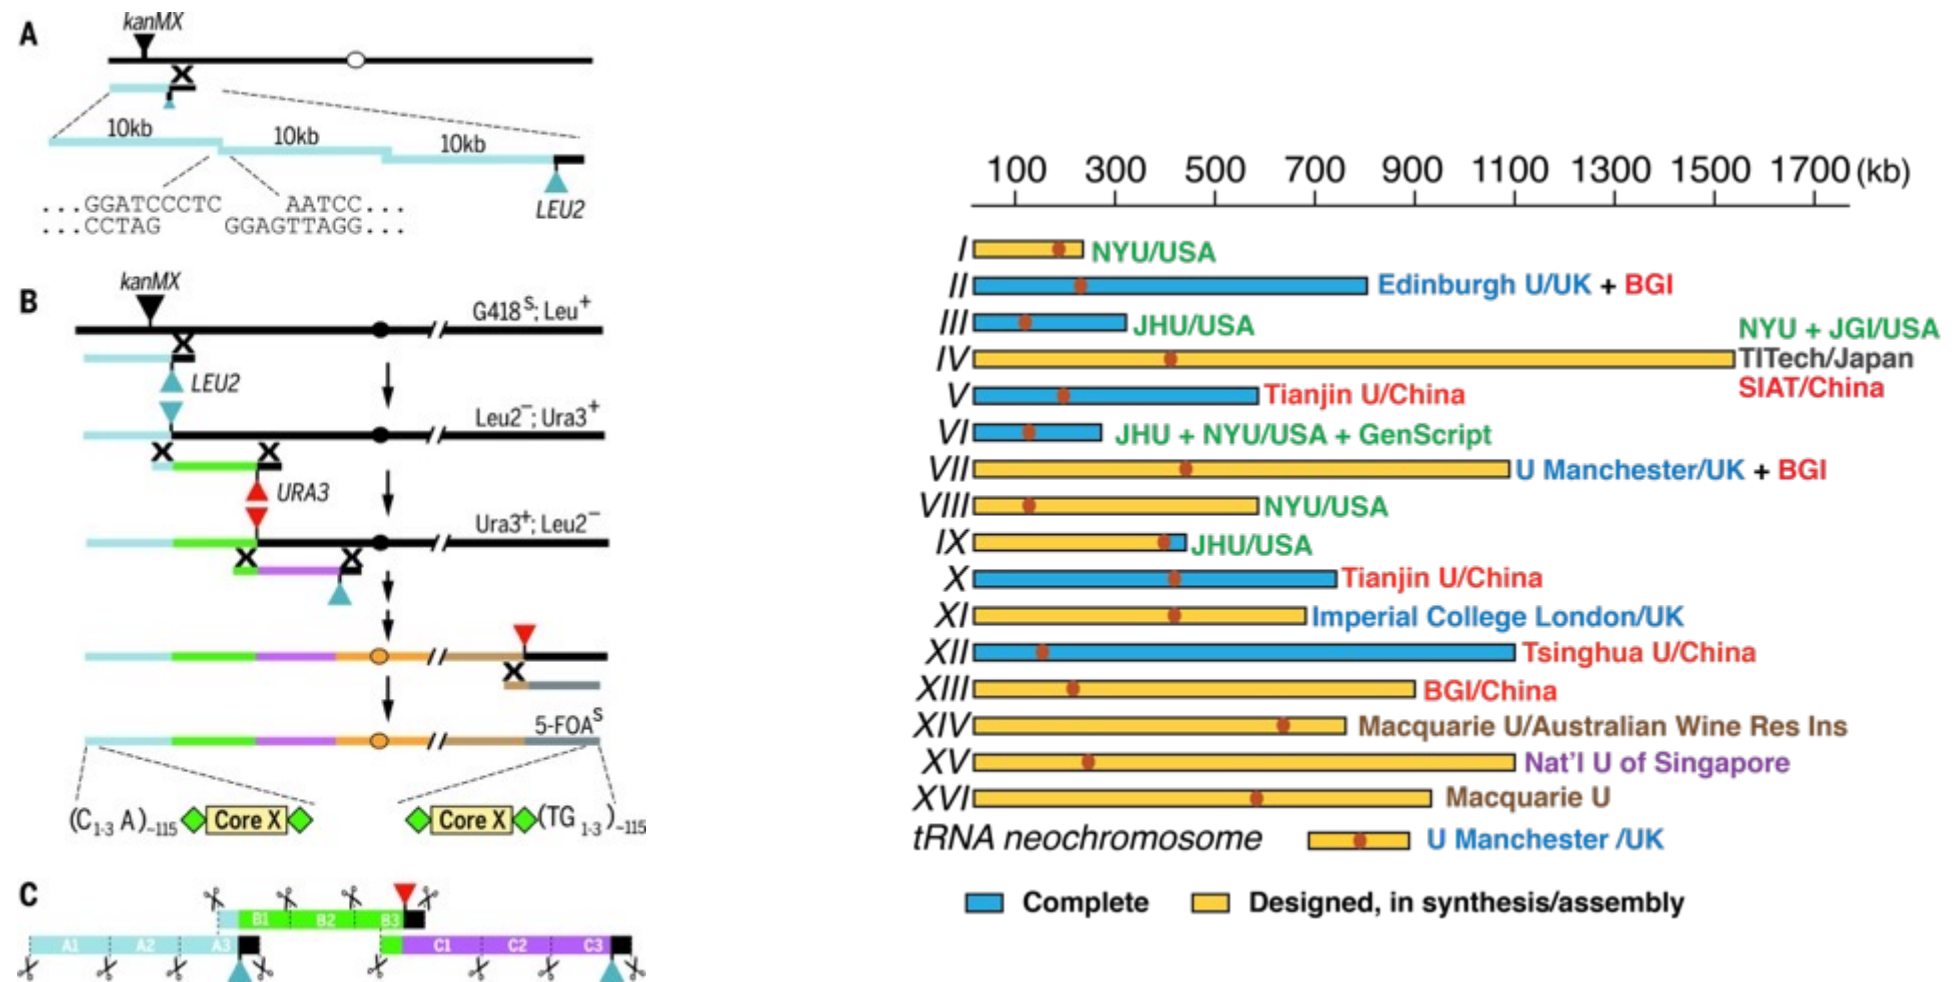 A
kanMX
X
10kb
10kb
10kb
...GGATCCCTC AATCC...
...CCTAG GGAGTTAGG...
LEU2
B
kanMX
G418S; Leu+
X
LEU2
Leu2−; Ura3+
X X
URA3
Ura3+; Leu2−
X X
X
5-FOAS
(C1-3 A)~115 Core X Core X (TG 1-3)~115
C
B1 B2 B3
A1 A2 A3 C1 C2 C3
100 300 500 700 900 1100 1300 1500 1700 (kb)
I NYU/USA
II Edinburgh U/UK + BGI
III JHU/USA
NYU + JGI/USA
IV TITech/Japan
SIAT/China
V Tianjin U/China
VI JHU + NYU/USA + GenScript
VII U Manchester/UK + BGI
VIII NYU/USA
IX JHU/USA
X Tianjin U/China
XI Imperial College London/UK
XII Tsinghua U/China
XIII BGI/China
XIV Macquarie U/Australian Wine Res Ins
XV Nat'l U of Singapore
XVI Macquarie U
tRNA neochromosome U Manchester /UK
Complete Designed, in synthesis/assembly